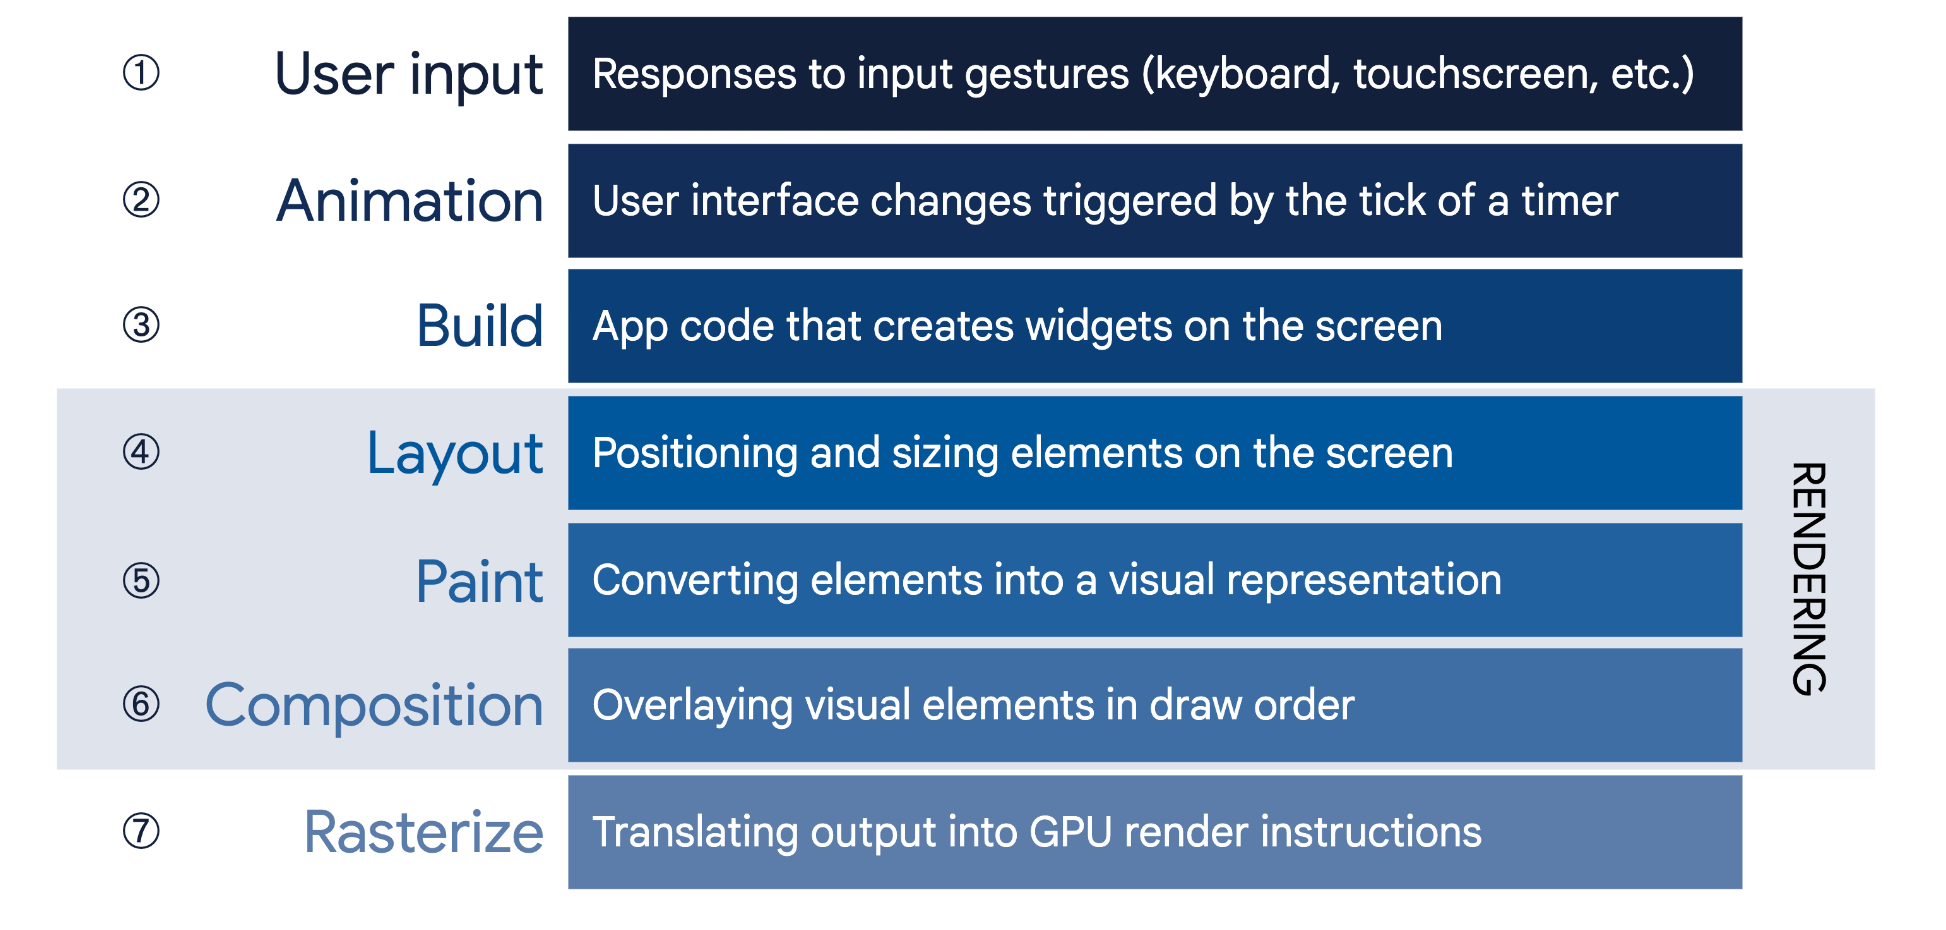 ① User input Responses to input gestures (keyboard, touchscreen, etc.)
② Animation User interface changes triggered by the tick of a timer
③ Build App code that creates widgets on the screen
④ Layout Positioning and sizing elements on the screen
⑤ Paint Converting elements into a visual representation
⑥ Composition Overlaying visual elements in draw order
RENDERING
⑦ Rasterize Translating output into GPU render instructions